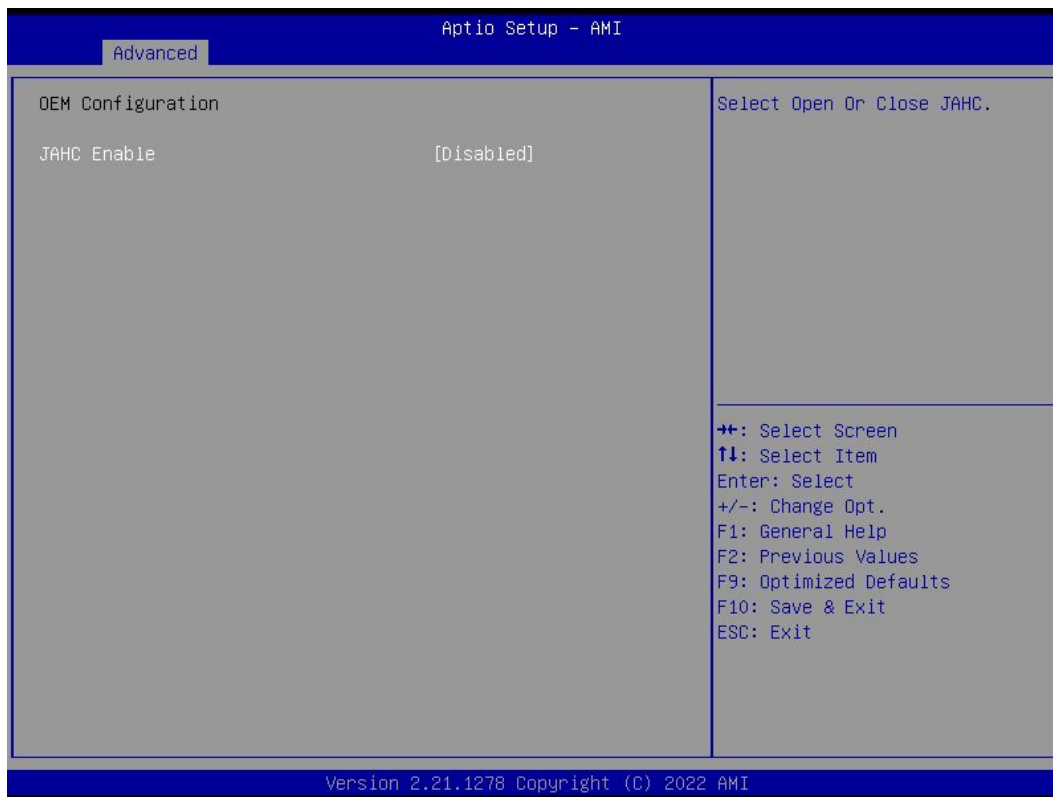 Aptio Setup – AMI
Advanced
OEM Configuration
JAHC Enable [Disabled]
Select Open Or Close JAHC.
→←: Select Screen
↑↓: Select Item
Enter: Select
+/-: Change Opt.
F1: General Help
F2: Previous Values
F9: Optimized Defaults
F10: Save & Exit
ESC: Exit
Version 2.21.1278 Copyright (C) 2022 AMI